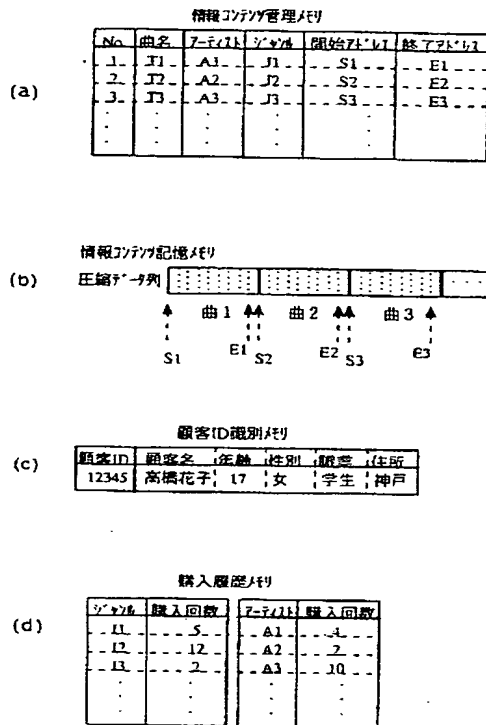 情報コンテンツ管理メモリ
No. 曲名 アーティスト ジャンル 開始アドレス 終了アドレス
1 T1 A1 J1 S1 E1
2 T2 A2 J2 S2 E2
3 T3 A3 J3 S3 E3
(a)
情報コンテンツ記憶メモリ
(b) 圧縮データ列
曲1 曲2 曲3
S1 E1 S2 E2 S3 E3
顧客ID識別メモリ
(c)
顧客ID 顧客名 年齢 性別 職業 住所
12345 高橋花子 17 女 学生 神戸
購入履歴メモリ
(d)
ジャンル 購入回数 アーティスト 購入回数
J1 5 A1 4
J2 12 A2 2
J3 2 A3 10